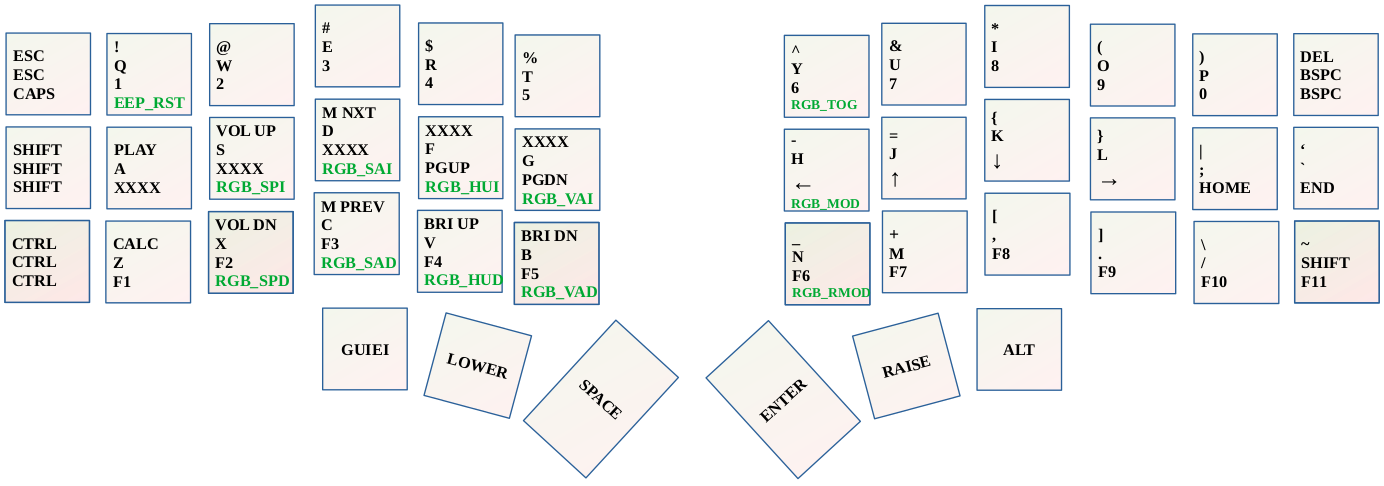 ESC
ESC
CAPS
!
Q
1
EEP_RST
@
W
2
#
E
3
$
R
4
%
T
5
^
Y
6
RGB_TOG
&
U
7
*
I
8
(
O
9
)
P
0
DEL
BSPC
BSPC
SHIFT
SHIFT
SHIFT
PLAY
A
XXXX
VOL UP
S
XXXX
RGB_SPI
M NXT
D
XXXX
RGB_SAI
XXXX
F
PGUP
RGB_HUI
XXXX
G
PGDN
RGB_VAI
-
H
←
RGB_MOD
=
J
↑
{
K
↓
}
L
→
|
;
HOME
‘
`
END
CTRL
CTRL
CTRL
CALC
Z
F1
VOL DN
X
F2
RGB_SPD
M PREV
C
F3
RGB_SAD
BRI UP
V
F4
RGB_HUD
BRI DN
B
F5
RGB_VAD
_
N
F6
RGB_RMOD
+
M
F7
[
,
F8
]
.
F9
\
/
F10
~
SHIFT
F11
GUIEI
LOWER
SPACE
ENTER
RAISE
ALT